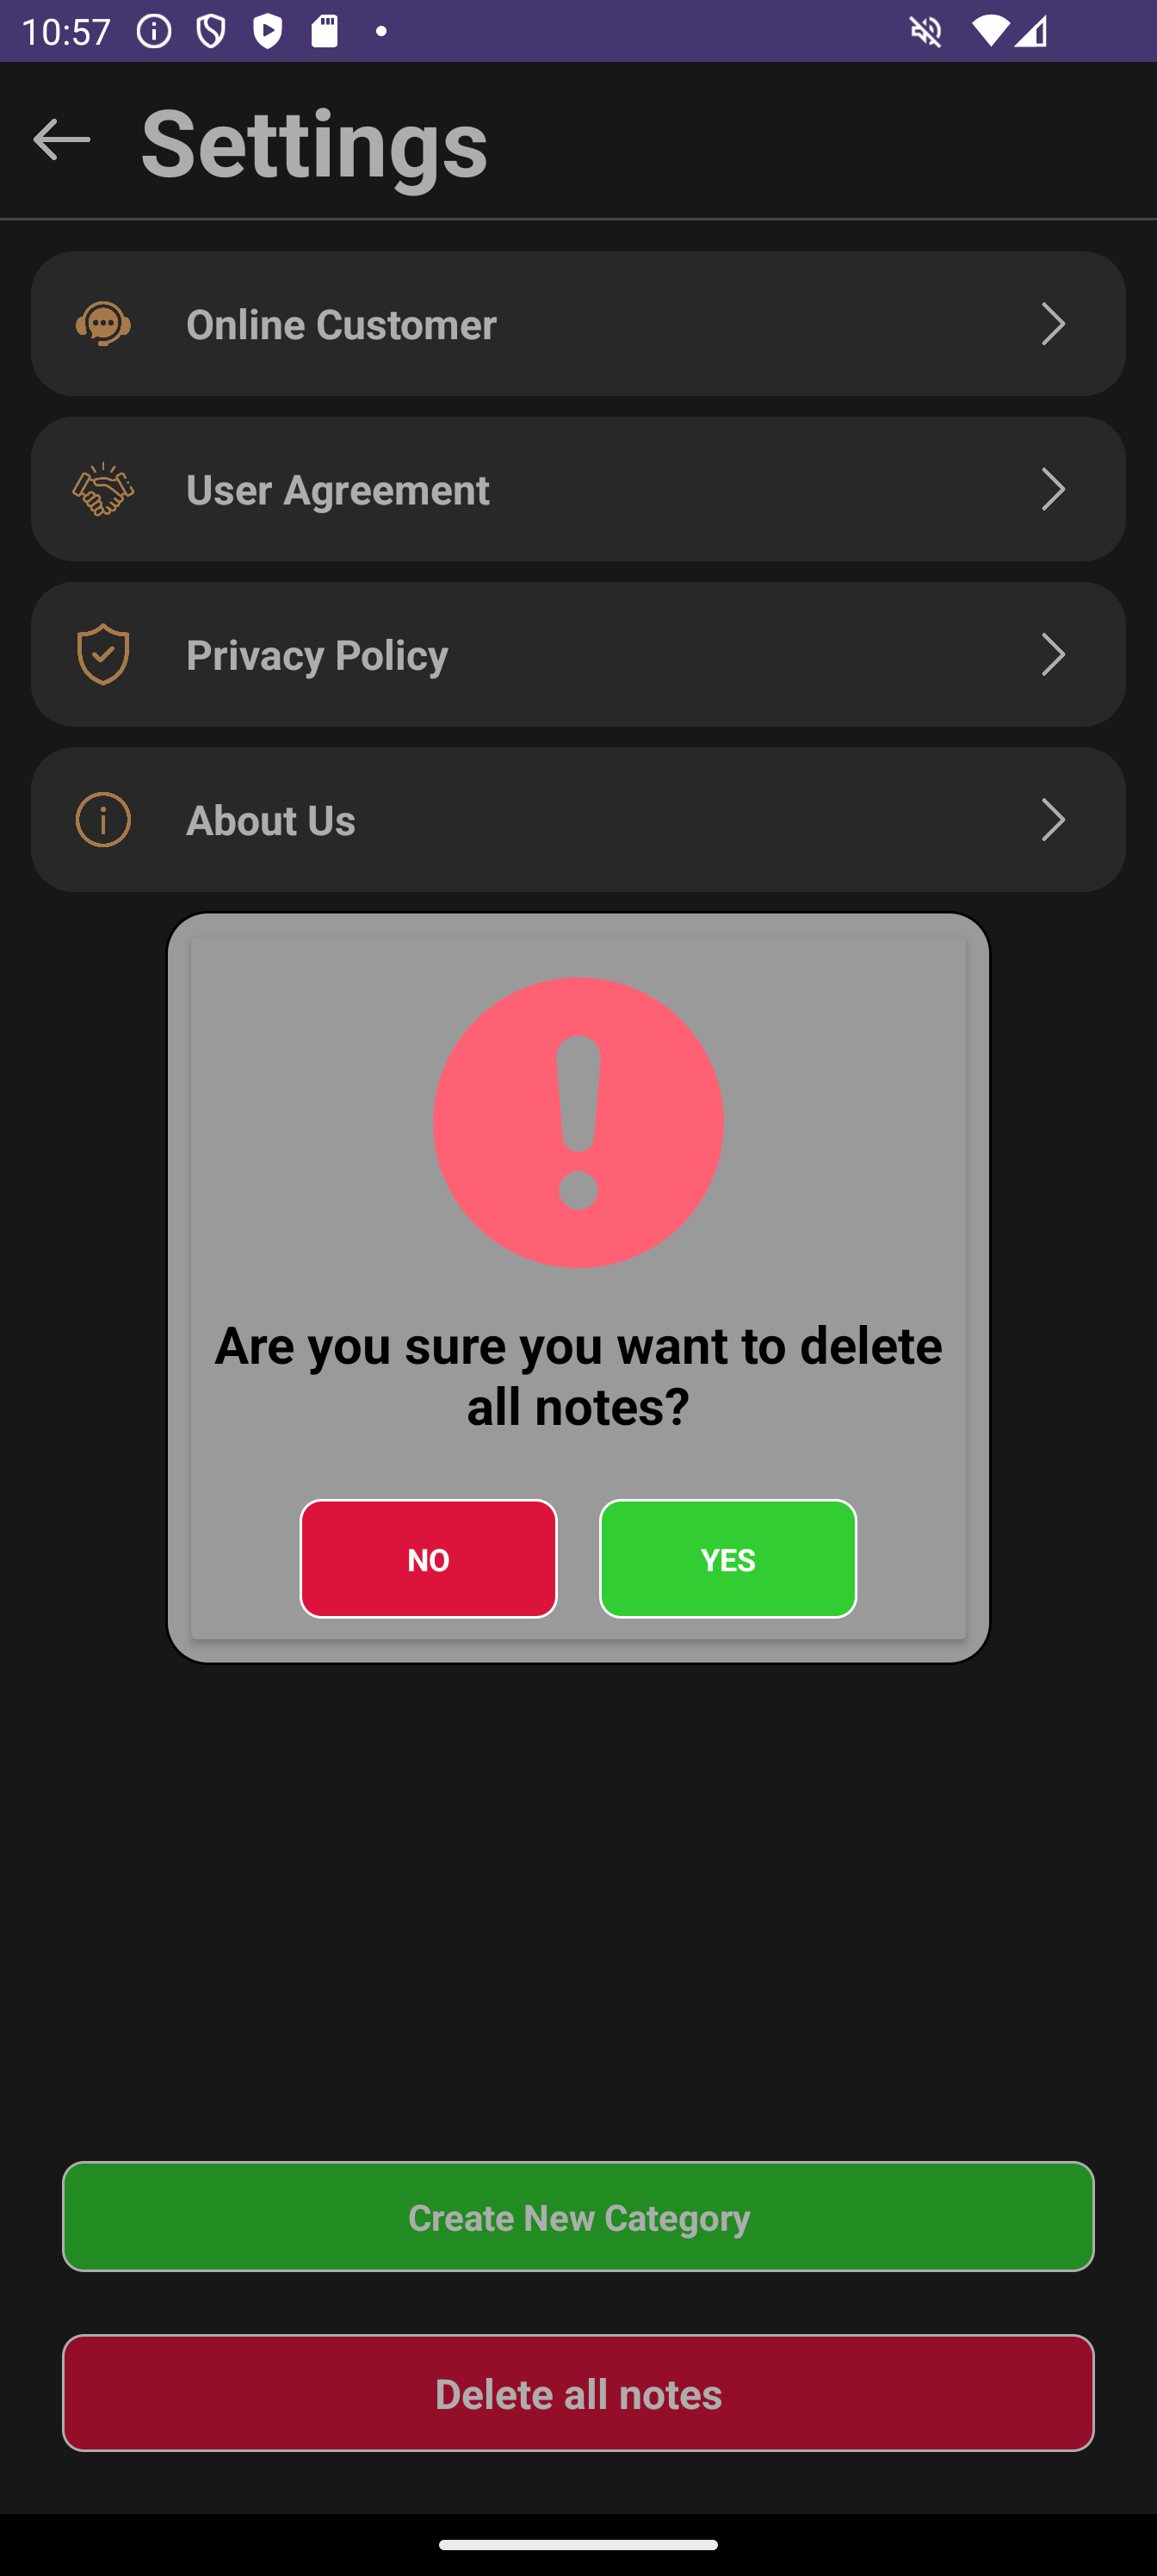 10:57
Settings
Online Customer
User Agreement
Privacy Policy
About Us
Are you sure you want to delete
all notes?
NO
YES
Create New Category
Delete all notes